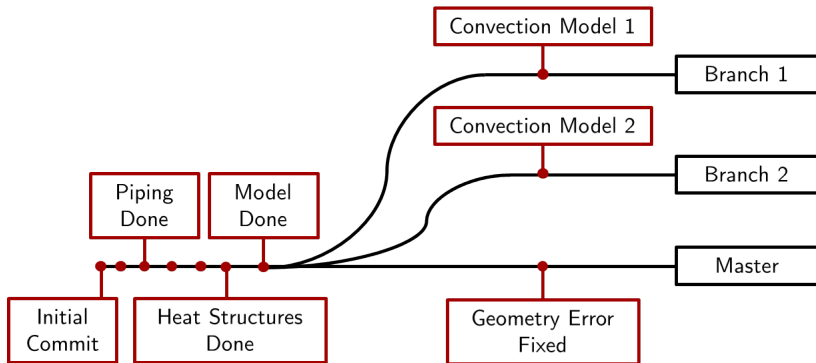 Convection Model 1
Branch 1
Convection Model 2
Branch 2
Piping
Done
Model
Done
Master
Initial
Commit
Heat Structures
Done
Geometry Error
Fixed